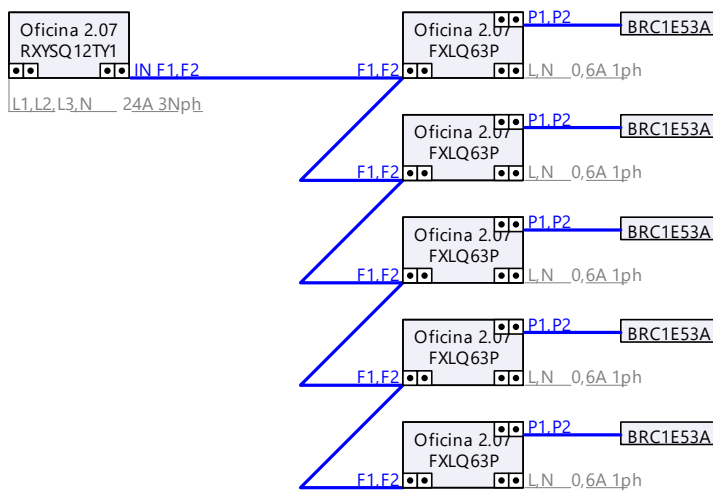 Oficina 2.07
RXYSQ12TY1
IN F1,F2
L1,L2,L3,N 24A 3Nph
Oficina 2.07
FXLQ63P
P1,P2
BRC1E53A
F1,F2
L,N 0,6A 1ph
Oficina 2.07
FXLQ63P
P1,P2
BRC1E53A
F1,F2
L,N 0,6A 1ph
Oficina 2.07
FXLQ63P
P1,P2
BRC1E53A
F1,F2
L,N 0,6A 1ph
Oficina 2.07
FXLQ63P
P1,P2
BRC1E53A
F1,F2
L,N 0,6A 1ph
Oficina 2.07
FXLQ63P
P1,P2
BRC1E53A
F1,F2
L,N 0,6A 1ph